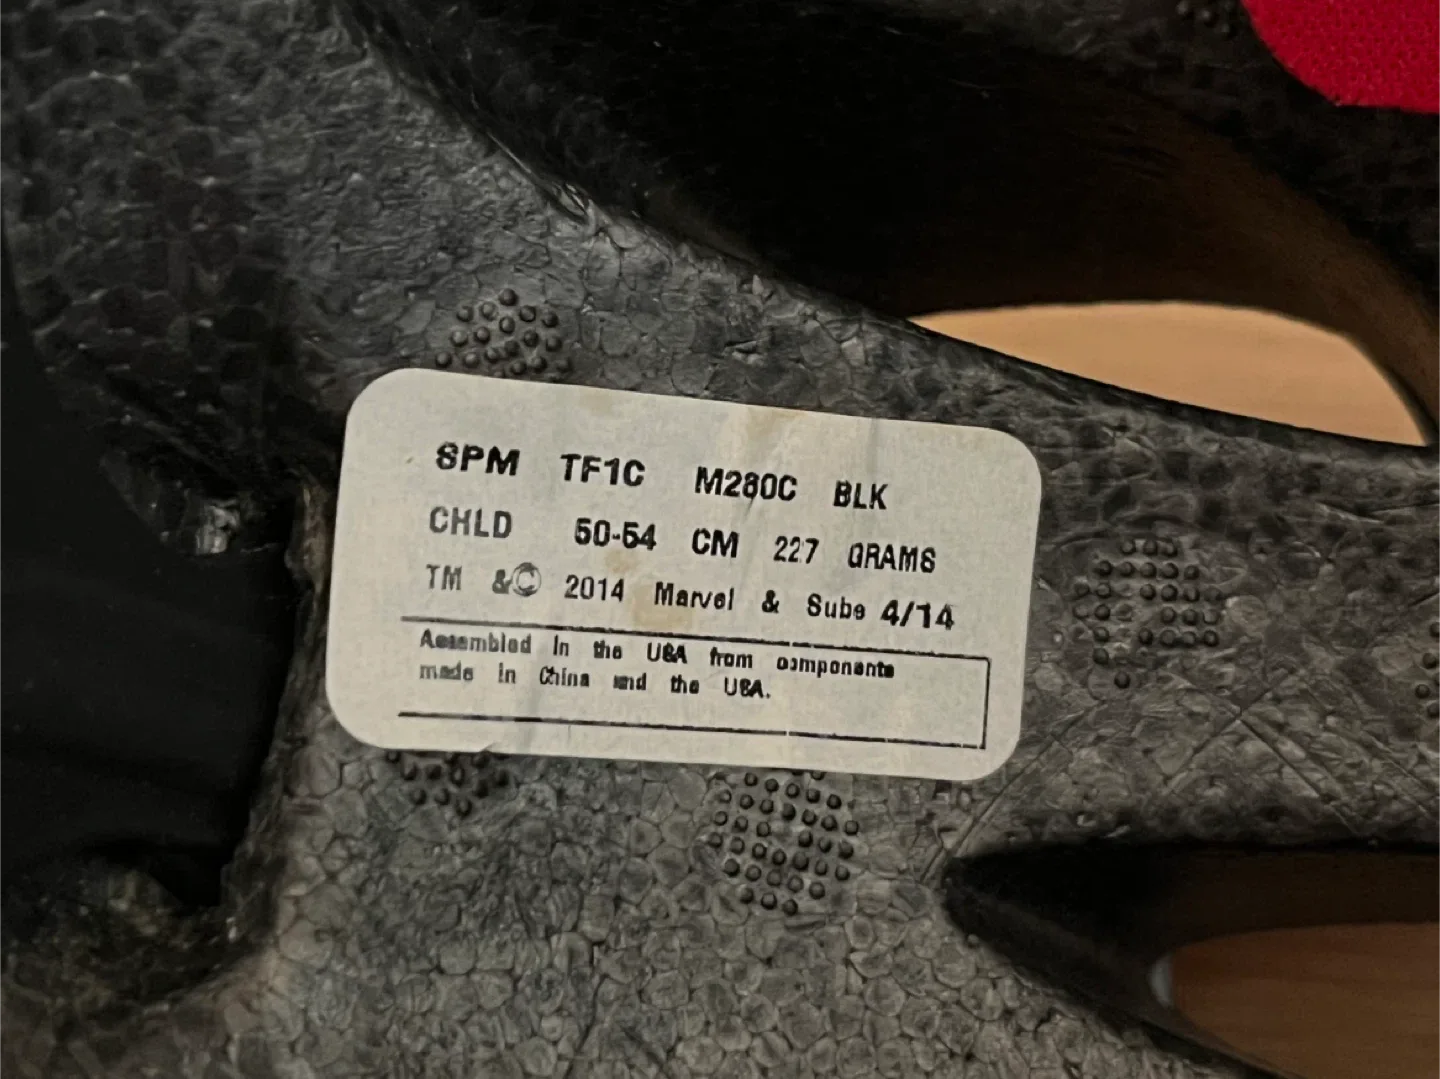 SPM TF1C M280C BLK
CHLD 50-54 CM 227 GRAMS
TM &© 2014 Marvel & Subs 4/14
Assembled in the USA from components
made in China and the USA.